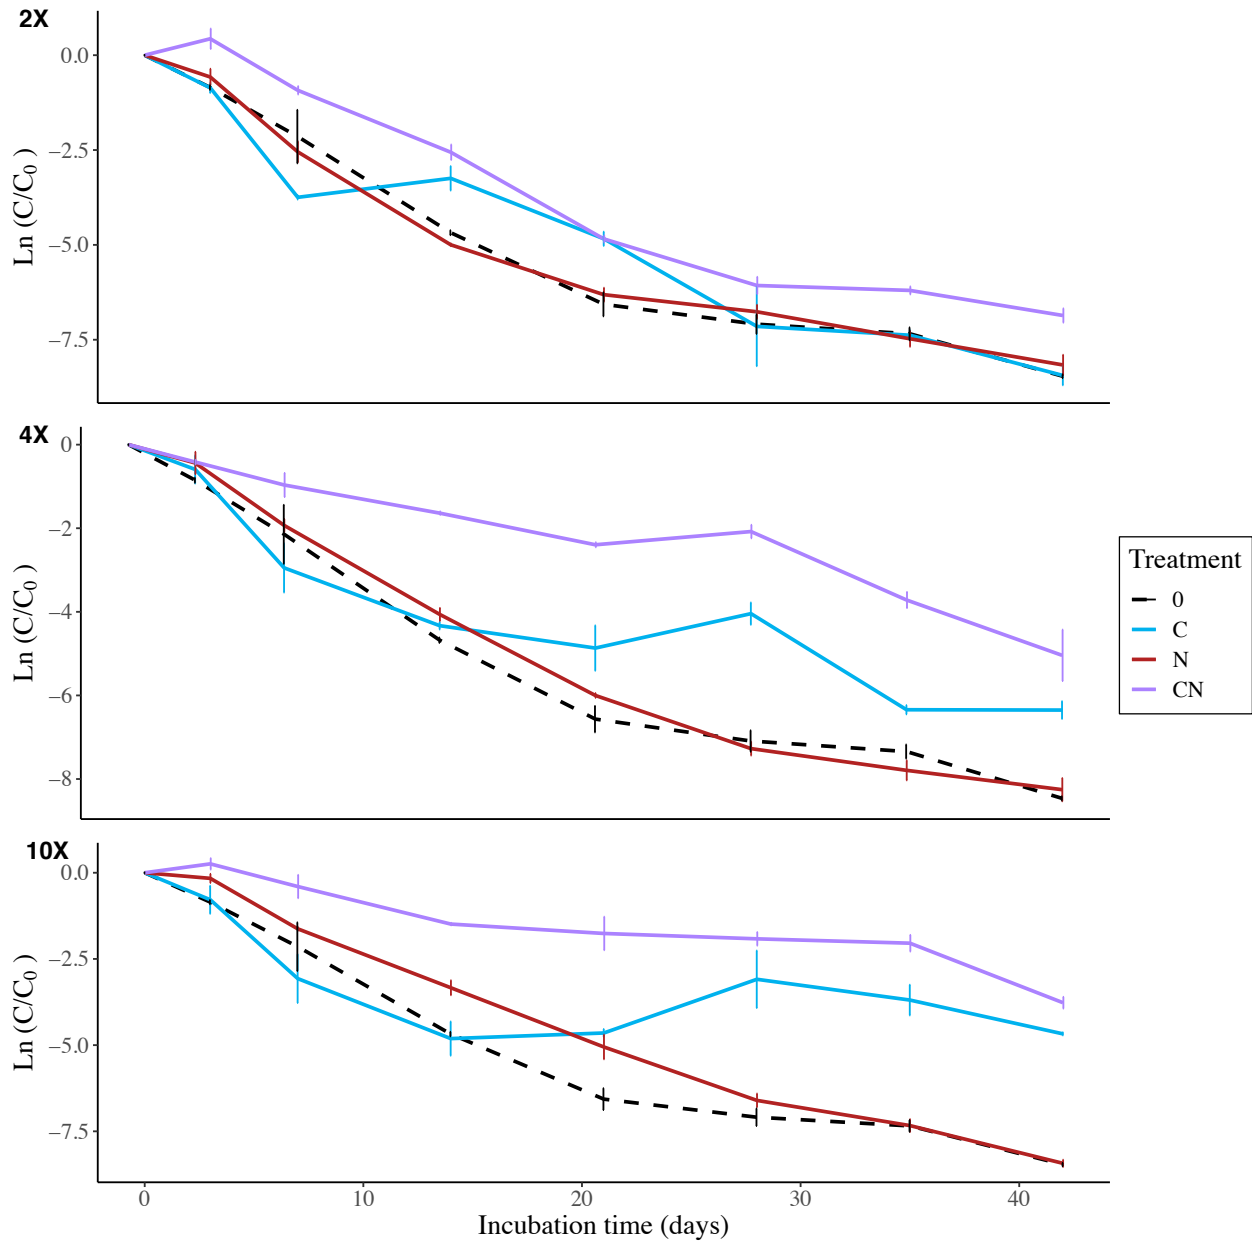 2X
0.0
−2.5
−5.0
−7.5
Ln (C/C0 )
4X
0
−2
−4
−6
−8
Ln (C/C0 )
Treatment
0
C
N
CN
10X
0.0
−2.5
−5.0
−7.5
Ln (C/C0 )
0 10 20 30 40
Incubation time (days)